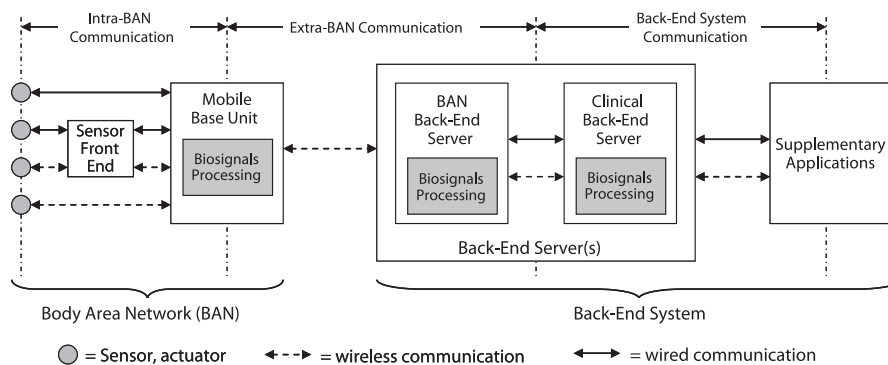 Intra-BAN
Communication
Extra-BAN Communication
Back-End System
Communication
Mobile
Base Unit
Biosignals
Processing
Sensor
Front
End
BAN
Back-End
Server
Biosignals
Processing
Clinical
Back-End
Server
Biosignals
Processing
Supplementary
Applications
Back-End Server(s)
Body Area Network (BAN)
Back-End System
= Sensor, actuator
= wireless communication
= wired communication